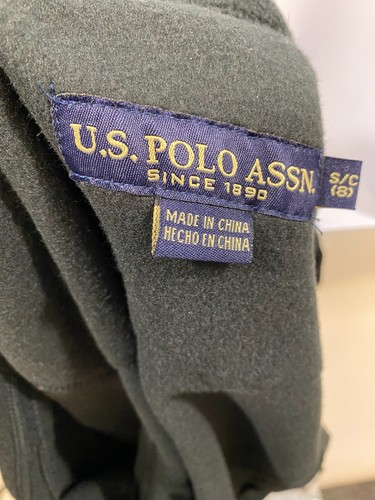 U.S. POLO ASSN.
SINCE 1890
S/C
(8)
MADE IN CHINA
HECHO EN CHINA